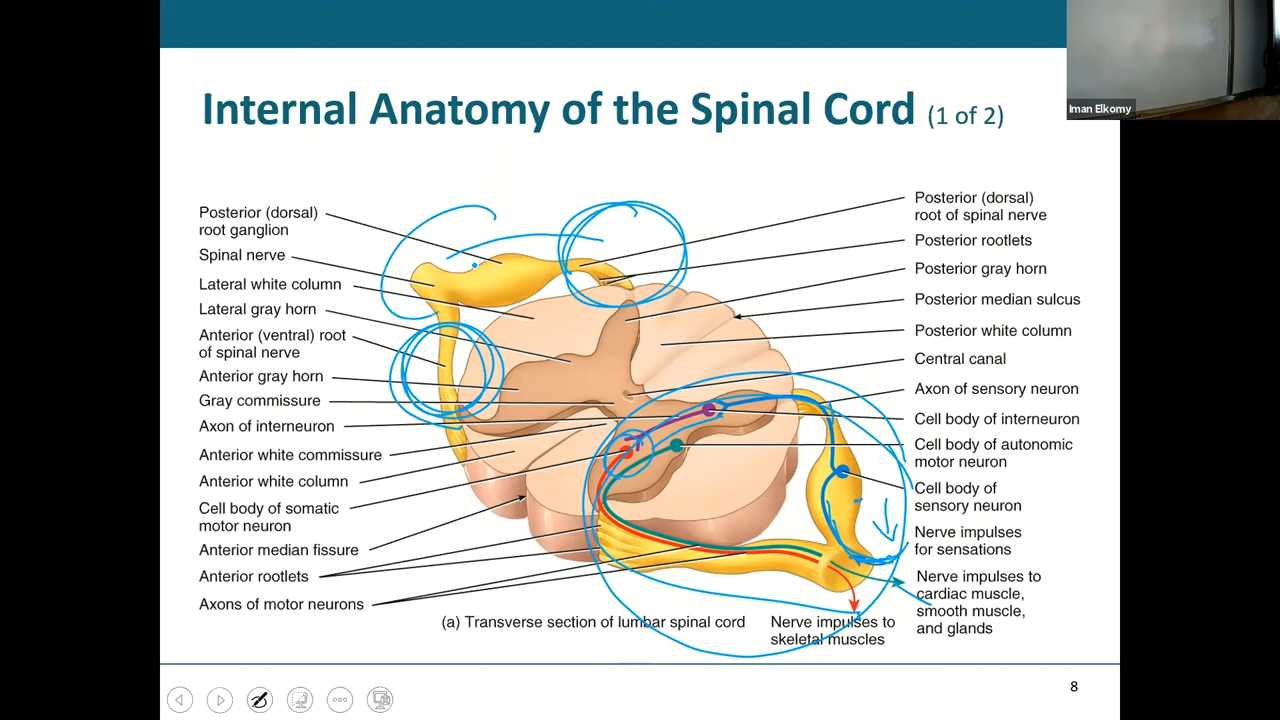 Iman Elkomy
Internal Anatomy of the Spinal Cord (1 of 2)
Posterior (dorsal)
root ganglion
Spinal nerve
Lateral white column
Lateral gray horn
Anterior (ventral) root
of spinal nerve
Anterior gray horn
Gray commissure
Axon of interneuron
Anterior white commissure
Anterior white column
Cell body of somatic
motor neuron
Anterior median fissure
Anterior rootlets
Axons of motor neurons
Posterior (dorsal)
root of spinal nerve
Posterior rootlets
Posterior gray horn
Posterior median sulcus
Posterior white column
Central canal
Axon of sensory neuron
Cell body of interneuron
Cell body of autonomic
motor neuron
Cell body of
sensory neuron
Nerve impulses
for sensations
Nerve impulses to
cardiac muscle,
smooth muscle,
and glands
(a) Transverse section of lumbar spinal cord
Nerve impulses to
skeletal muscles
8